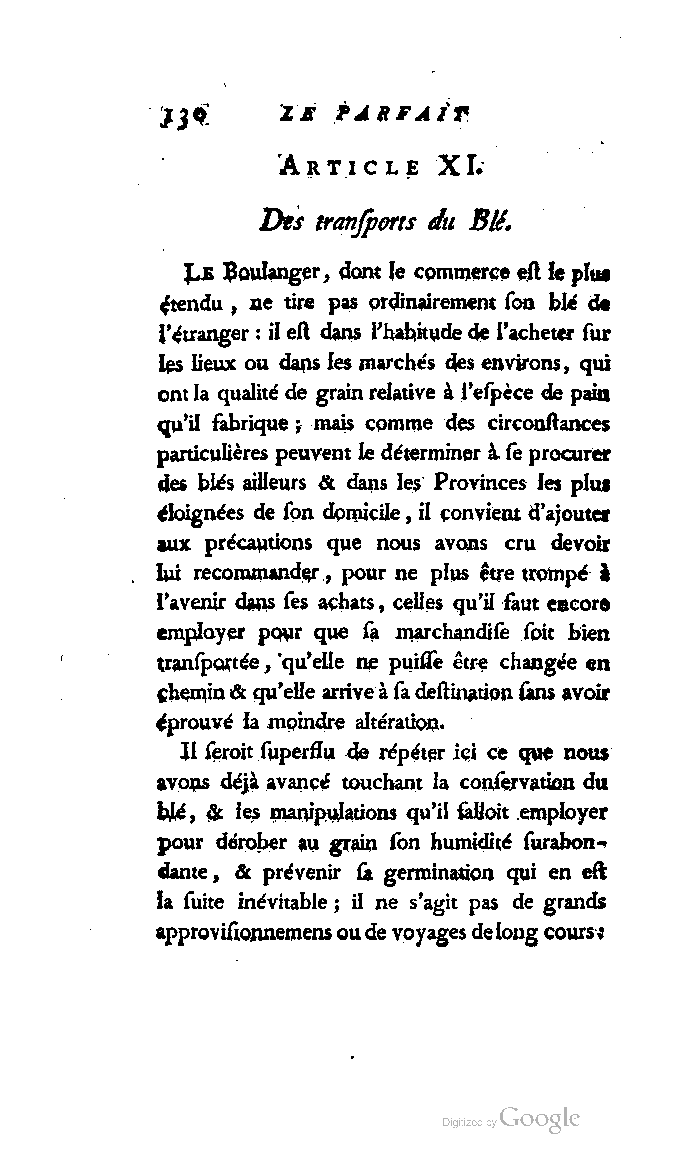 130 LE PARFAIT
ARTICLE XI.
Des tranſports du Blé.
LE Boulanger, dont le commerce eſt le plus
étendu, ne tire pas ordinairement ſon blé de
l'étranger : il eſt dans l'habitude de l'acheter ſur
les lieux ou dans les marchés des environs, qui
ont la qualité de grain relative à l'eſpèce de pain
qu'il fabrique ; mais comme des circonſtances
particulières peuvent le déterminer à ſe procurer
des blés ailleurs & dans les Provinces les plus
éloignées de ſon domicile, il convient d'ajouter
aux précautions que nous avons cru devoir
lui recommander, pour ne plus être trompé à
l'avenir dans ſes achats, celles qu'il faut encore
employer pour que ſa marchandiſe ſoit bien
tranſportée, qu'elle ne puiſſe être changée en
chemin & qu'elle arrive à ſa deſtination ſans avoir
éprouvé la moindre altération.
Il ſeroit ſuperflu de répéter ici ce que nous
avons déjà avancé touchant la conſervation du
blé, & les manipulations qu'il falloit employer
pour dérober au grain ſon humidité ſurabon-
dante, & prévenir ſa germination qui en eſt
la ſuite inévitable ; il ne s'agit pas de grands
approviſionnemens ou de voyages de long cours :
Digitized by Google